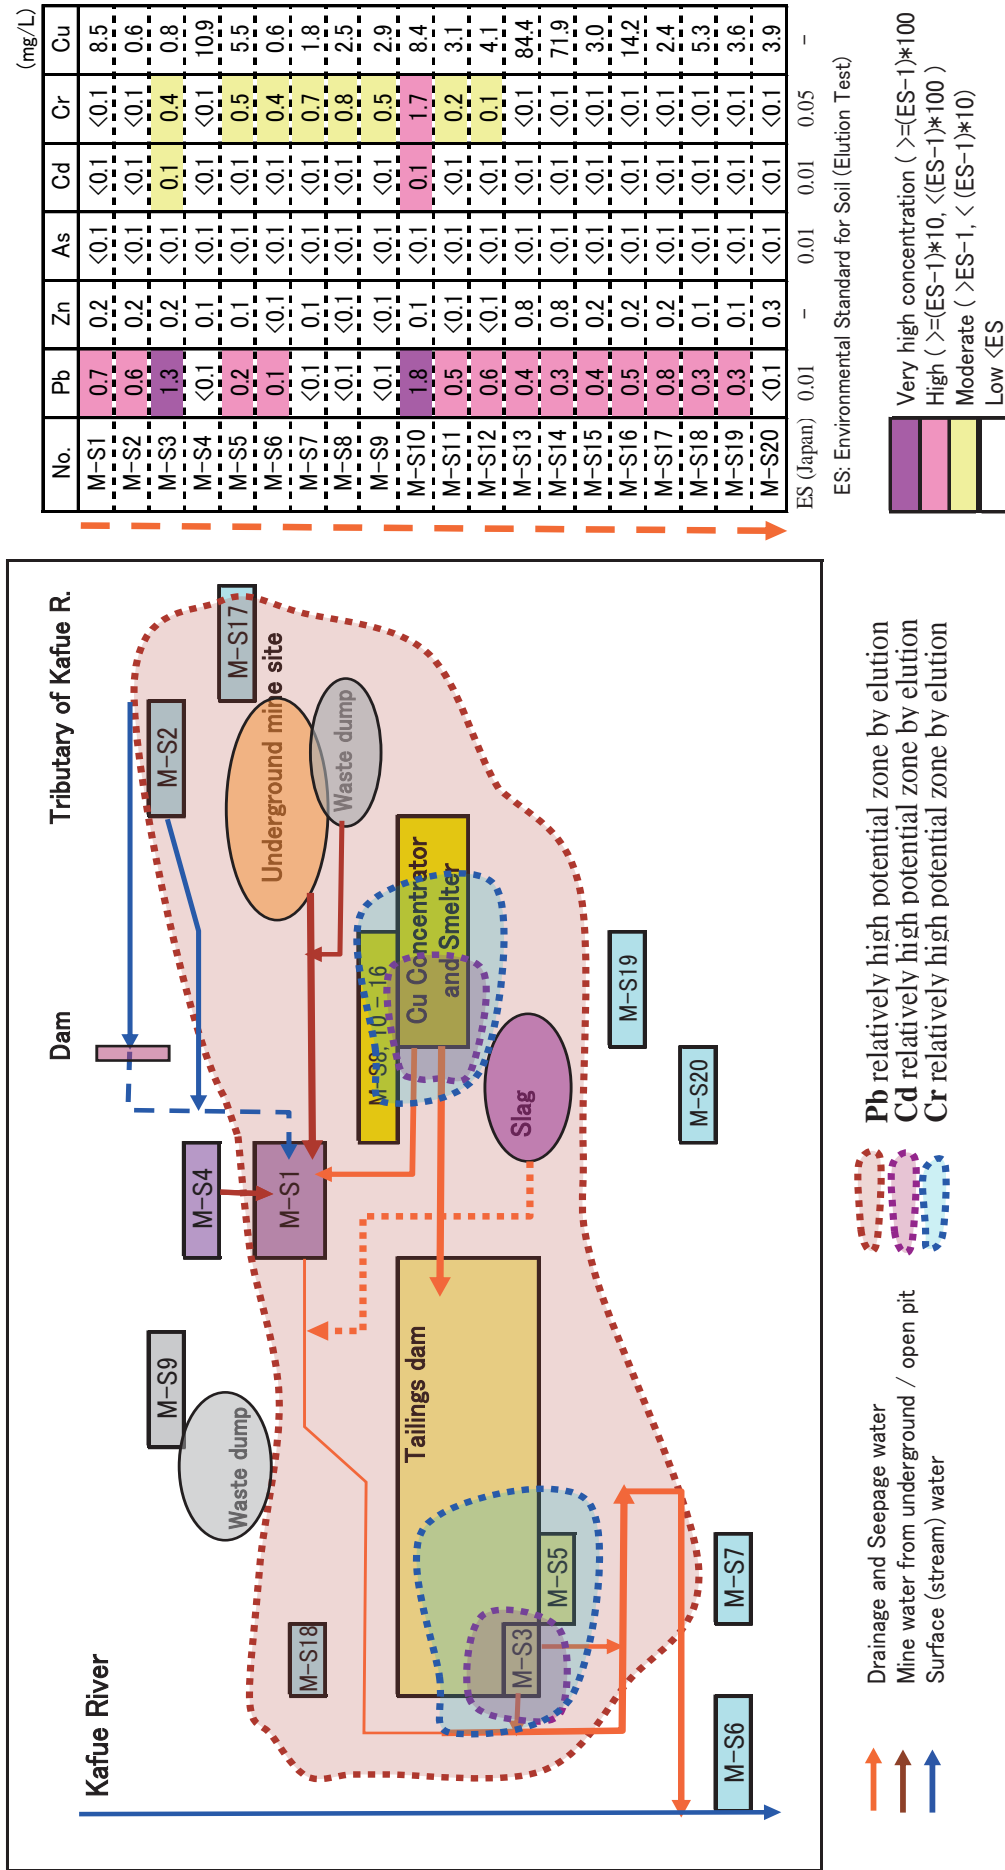 Kafue River
Dam
Tributary of Kafue R.
M-S9
Waste dump
M-S4
M-S1
M-S2
M-S17
Underground mine site
Waste dump
M-S8, 10 - 16
Cu Concentrator
and Smelter
Slag
M-S18
Tailings dam
M-S3
M-S5
M-S6
M-S7
M-S20
M-S19
Drainage and Seepage water
Mine water from underground / open pit
Surface (stream) water
Pb relatively high potential zone by elution
Cd relatively high potential zone by elution
Cr relatively high potential zone by elution
(mg/L)
No. Pb Zn As Cd Cr Cu
M-S1 0.7 0.2 <0.1 <0.1 <0.1 8.5
M-S2 0.6 0.2 <0.1 <0.1 <0.1 0.6
M-S3 1.3 0.2 <0.1 0.1 0.4 0.8
M-S4 <0.1 0.1 <0.1 <0.1 <0.1 10.9
M-S5 0.2 0.1 <0.1 <0.1 0.5 5.5
M-S6 0.1 <0.1 <0.1 <0.1 0.4 0.6
M-S7 <0.1 0.1 <0.1 <0.1 0.7 1.8
M-S8 <0.1 <0.1 <0.1 <0.1 0.8 2.5
M-S9 <0.1 <0.1 <0.1 <0.1 0.5 2.9
M-S10 1.8 0.1 <0.1 0.1 1.7 8.4
M-S11 0.5 <0.1 <0.1 <0.1 0.2 3.1
M-S12 0.6 <0.1 <0.1 <0.1 0.1 4.1
M-S13 0.4 0.8 <0.1 <0.1 <0.1 84.4
M-S14 0.3 0.8 <0.1 <0.1 <0.1 71.9
M-S15 0.4 0.2 <0.1 <0.1 <0.1 3.0
M-S16 0.5 0.2 <0.1 <0.1 <0.1 14.2
M-S17 0.8 0.2 <0.1 <0.1 <0.1 2.4
M-S18 0.3 0.1 <0.1 <0.1 <0.1 5.3
M-S19 0.3 0.1 <0.1 <0.1 <0.1 3.6
M-S20 <0.1 0.3 <0.1 <0.1 <0.1 3.9
ES (Japan) 0.01 - 0.01 0.01 0.05 -
ES: Environmental Standard for Soil (Elution Test)
Very high concentration ( >=(ES-1)*100
High ( >=(ES-1)*10, <(ES-1)*100 )
Moderate ( >ES-1, < (ES-1)*10)
Low <ES